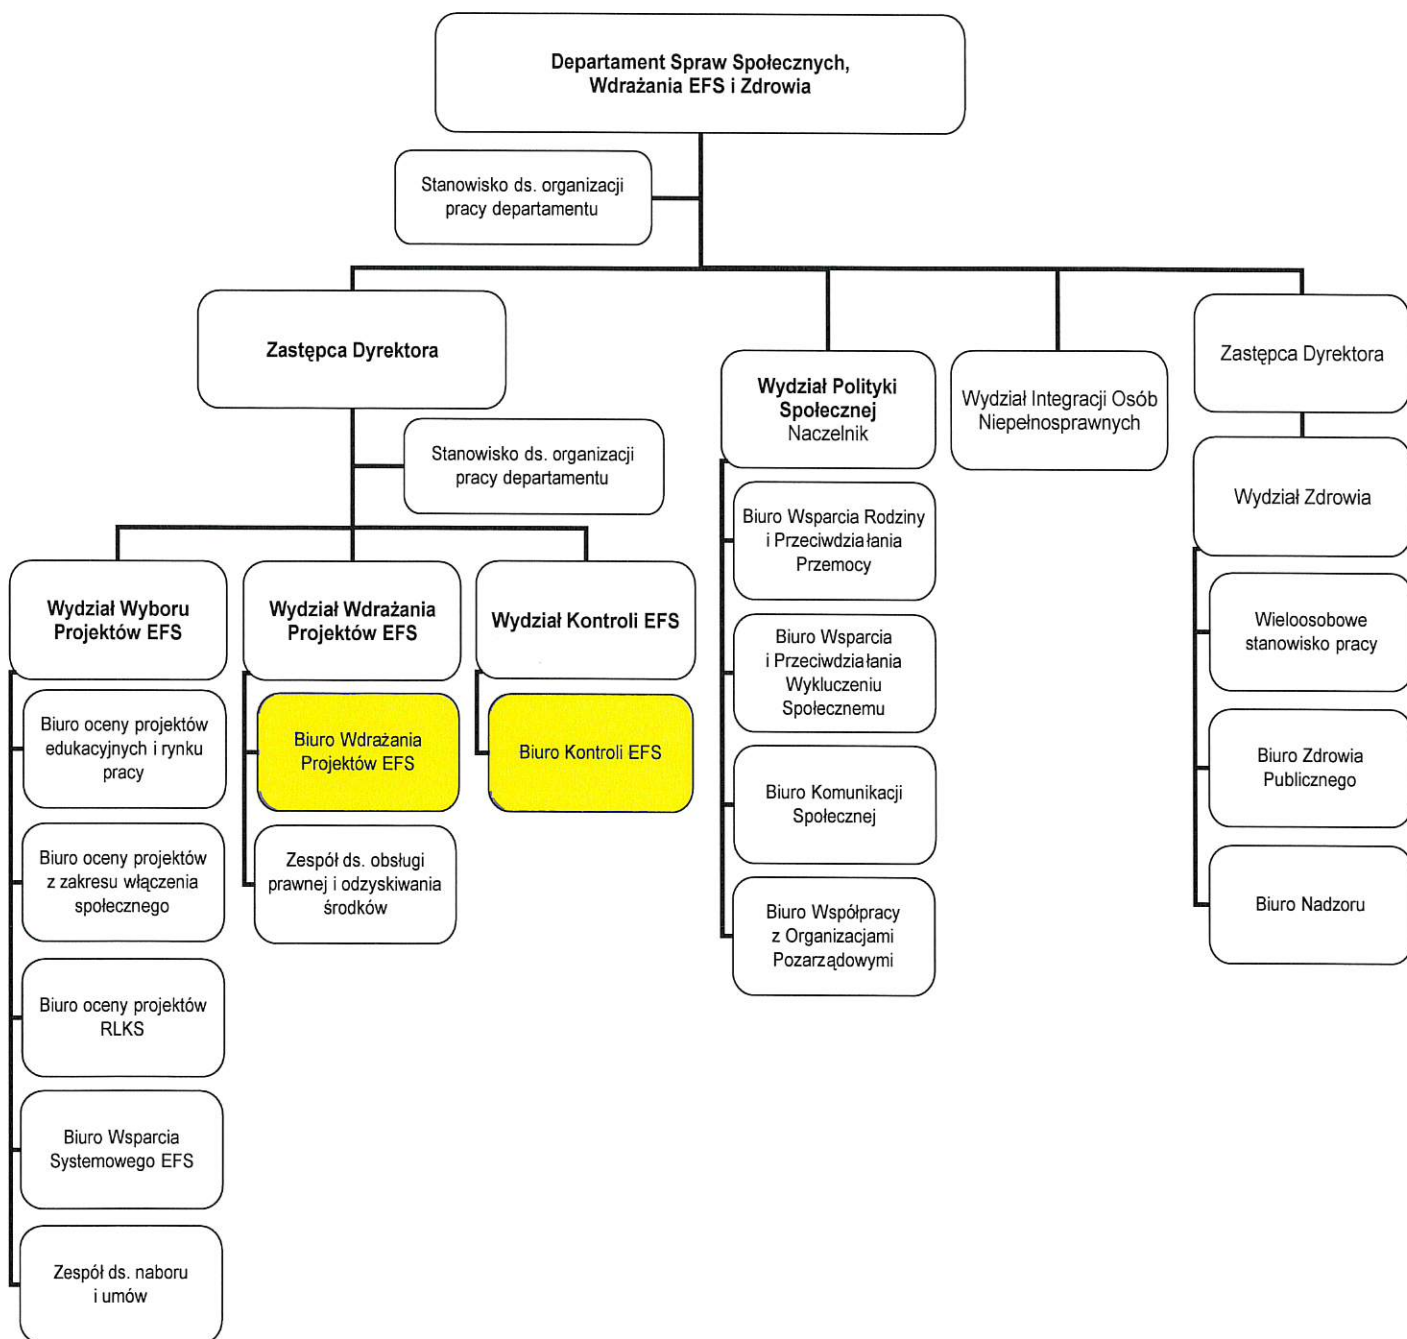 Departament Spraw Społecznych,
Wdrażania EFS i Zdrowia
Stanowisko ds. organizacji
pracy departamentu
Zastępca Dyrektora
Stanowisko ds. organizacji
pracy departamentu
Wydział Wyboru
Projektów EFS
Biuro oceny projektów
edukacyjnych i rynku
pracy
Biuro oceny projektów
z zakresu włączenia
społecznego
Biuro oceny projektów
RLKS
Biuro Wsparcia
Systemowego EFS
Zespół ds. naboru
i umów
Wydział Wdrażania
Projektów EFS
Biuro Wdrażania
Projektów EFS
Zespół ds. obsługi
prawnej i odzyskiwania
środków
Wydział Kontroli EFS
Biuro Kontroli EFS
Wydział Polityki
Społecznej
Naczelnik
Biuro Wsparcia Rodziny
i Przeciwdziałania
Przemocy
Biuro Wsparcia
i Przeciwdziałania
Wykluczeniu
Społecznemu
Biuro Komunikacji
Społecznej
Biuro Współpracy
z Organizacjami
Pozarządowymi
Wydział Integracji Osób
Niepełnosprawnych
Zastępca Dyrektora
Wydział Zdrowia
Wieloosobowe
stanowisko pracy
Biuro Zdrowia
Publicznego
Biuro Nadzoru